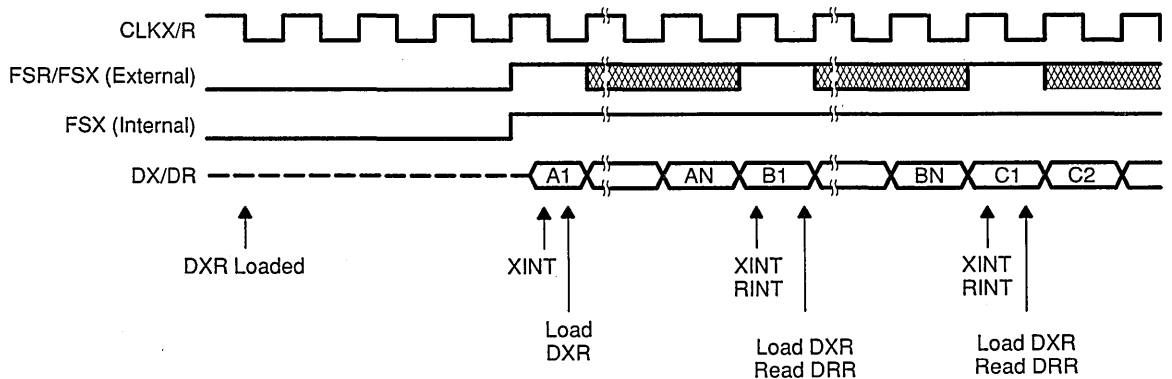 CLKX/R
FSR/FSX (External)
FSX (Internal)
DX/DR
A1
AN
B1
BN
C1
C2
DXR Loaded
XINT
XINT
RINT
XINT
RINT
Load
DXR
Load DXR
Read DRR
Load DXR
Read DRR